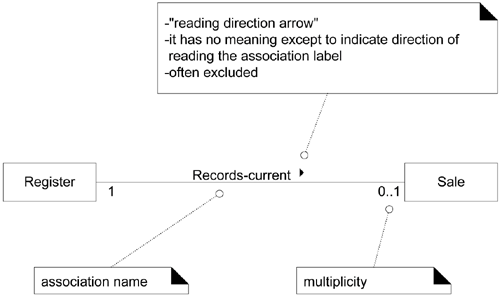 -"reading direction arrow"
-it has no meaning except to indicate direction of
reading the association label
-often excluded
Register
1
Records-current
0..1
Sale
association name
multiplicity